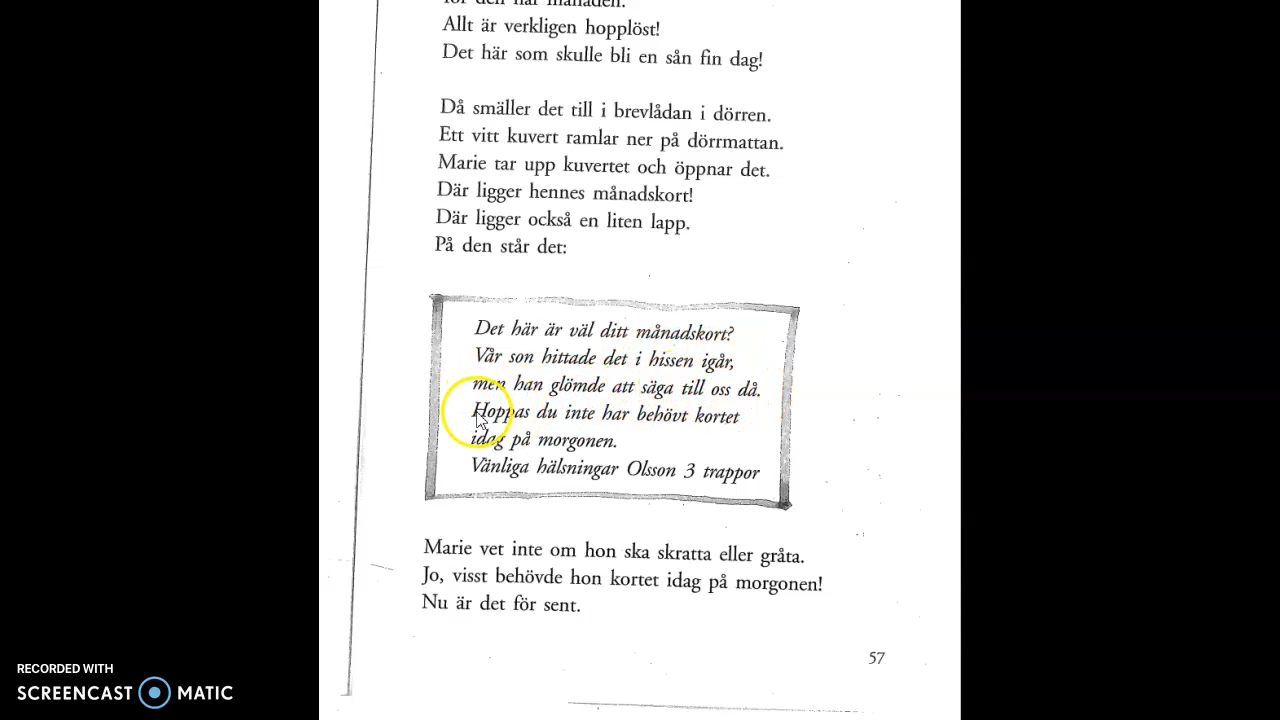 för den här månaden.
Allt är verkligen hopplöst!
Det här som skulle bli en sån fin dag!
Då smäller det till i brevlådan i dörren.
Ett vitt kuvert ramlar ner på dörrmattan.
Marie tar upp kuvertet och öppnar det.
Där ligger hennes månadskort!
Där ligger också en liten lapp.
På den står det:
Det här är väl ditt månadskort?
Vår son hittade det i hissen igår,
men han glömde att säga till oss då.
Hoppas du inte har behövt kortet
idag på morgonen.
Vänliga hälsningar Olsson 3 trappor
Marie vet inte om hon ska skratta eller gråta.
Jo, visst behövde hon kortet idag på morgonen!
Nu är det för sent.
57
RECORDED WITH
SCREENCAST MATIC